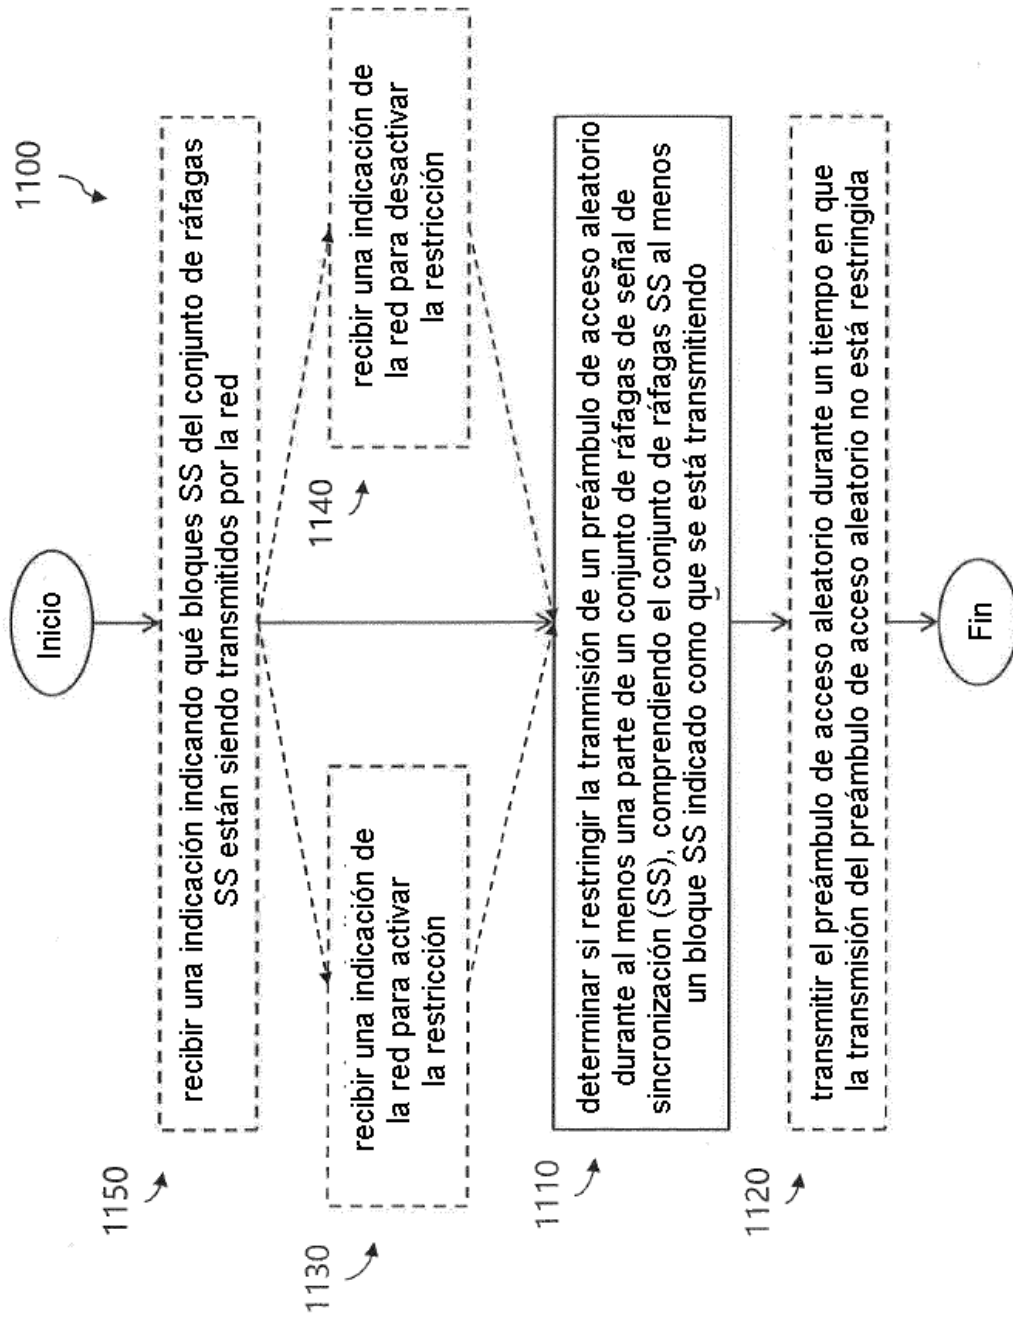 1100
Inicio
1150
recibir una indicación indicando qué bloques SS del conjunto de ráfagas
SS están siendo transmitidos por la red
1130
recibir una indicación de
la red para activar
la restricción
1140
recibir una indicación de
la red para desactivar
la restricción
1110
determinar si restringir la tranmisión de un preámbulo de acceso aleatorio
durante al menos una parte de un conjunto de ráfagas de señal de
sincronización (SS), comprendiendo el conjunto de ráfagas SS al menos
un bloque SS indicado como que se está transmitiendo
1120
transmitir el preámbulo de acceso aleatorio durante un tiempo en que
la transmisión del preámbulo de acceso aleatorio no está restringida
Fin